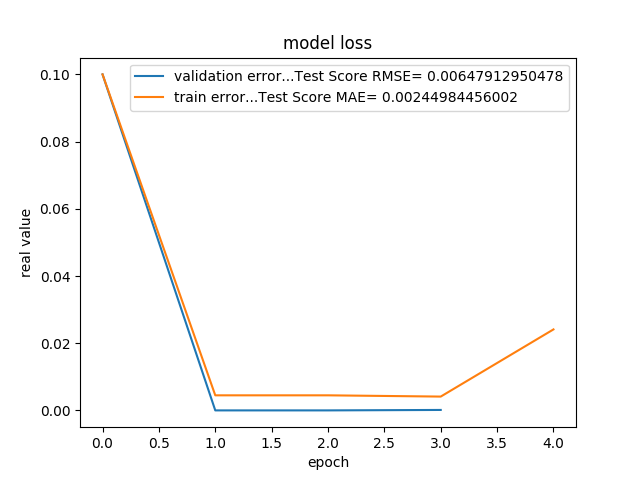 model loss
validation error...Test Score RMSE= 0.00647912950478
train error...Test Score MAE= 0.00244984456002
0.10
0.08
0.06
0.04
0.02
0.00
real value
0.0 0.5 1.0 1.5 2.0 2.5 3.0 3.5 4.0
epoch